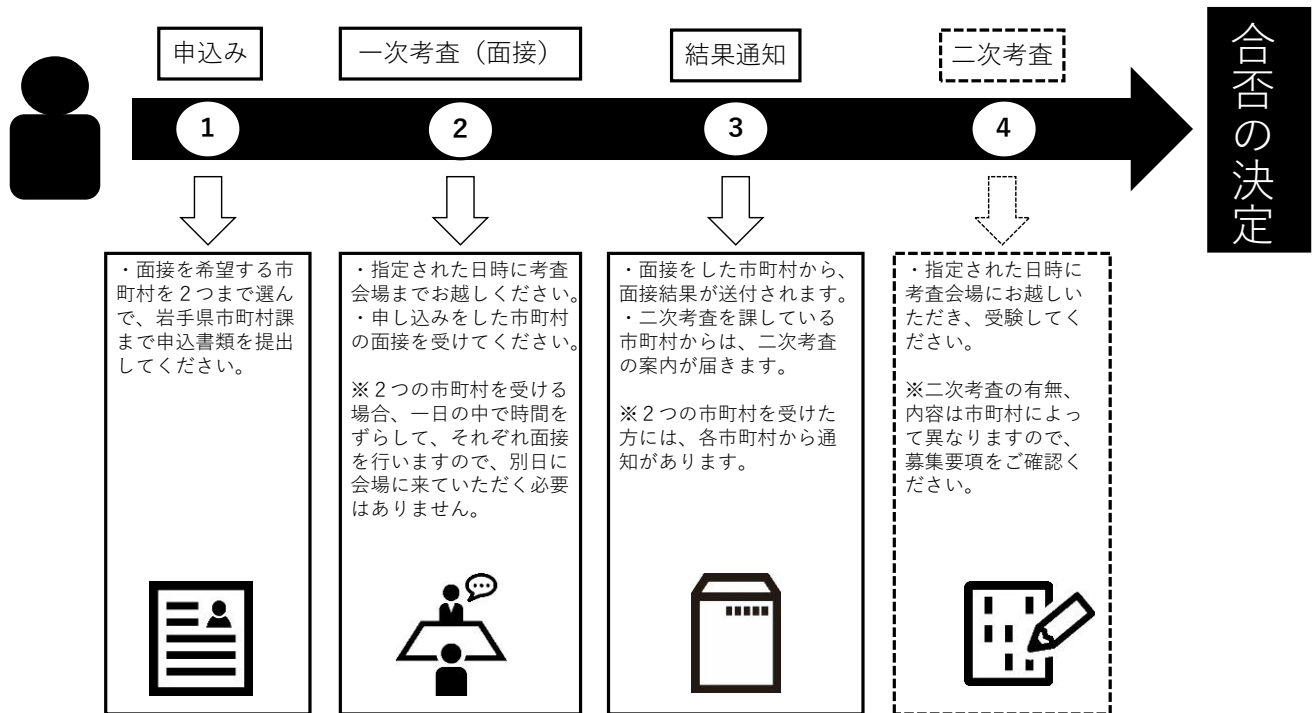 申込み
一次考査（面接）
結果通知
二次考査
合否の決定
1
2
3
4
・面接を希望する市
町村を２つまで選ん
で、岩手県市町村課
まで申込書類を提出
してください。
・指定された日時に考査
会場までお越しください。
・申し込みをした市町村
の面接を受けてください。
※２つの市町村を受ける
場合、一日の中で時間を
ずらして、それぞれ面接
を行いますので、別日に
会場に来ていただく必要
はありません。
・面接をした市町村から、
面接結果が送付されます。
・二次考査を課している
市町村からは、二次考査
の案内が届きます。
※２つの市町村を受けた
方には、各市町村から通
知があります。
・指定された日時に
考査会場にお越しい
ただき、受験してく
ださい。
※二次考査の有無、
内容は市町村によっ
て異なりますので、
募集要項をご確認く
ださい。